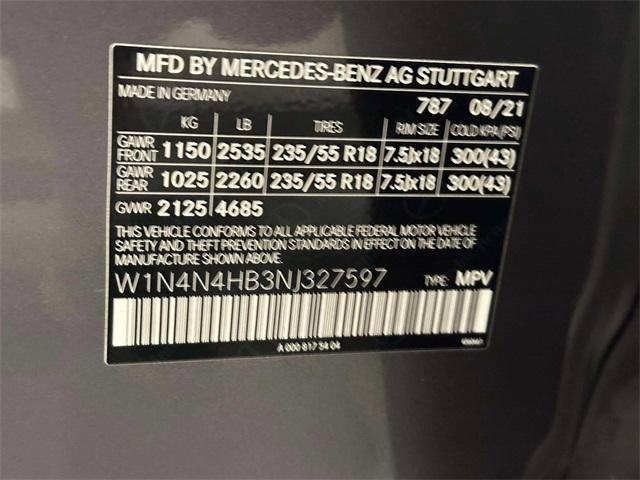 MFD BY MERCEDES-BENZ AG STUTTGART
MADE IN GERMANY 787 08/21
KG LB TIRES RIM SIZE COLD KPA(PSI)
GAWR FRONT 1150 2535 235/55 R18 7.5Jx18 300(43)
GAWR REAR 1025 2260 235/55 R18 7.5Jx18 300(43)
GVWR 2125 4685
THIS VEHICLE CONFORMS TO ALL APPLICABLE FEDERAL MOTOR VEHICLE
SAFETY AND THEFT PREVENTION STANDARDS IN EFFECT ON THE DATE OF
MANUFACTURE SHOWN ABOVE.
W1N4N4HB3NJ327597 TYPE: MPV
A 000 817 54 04